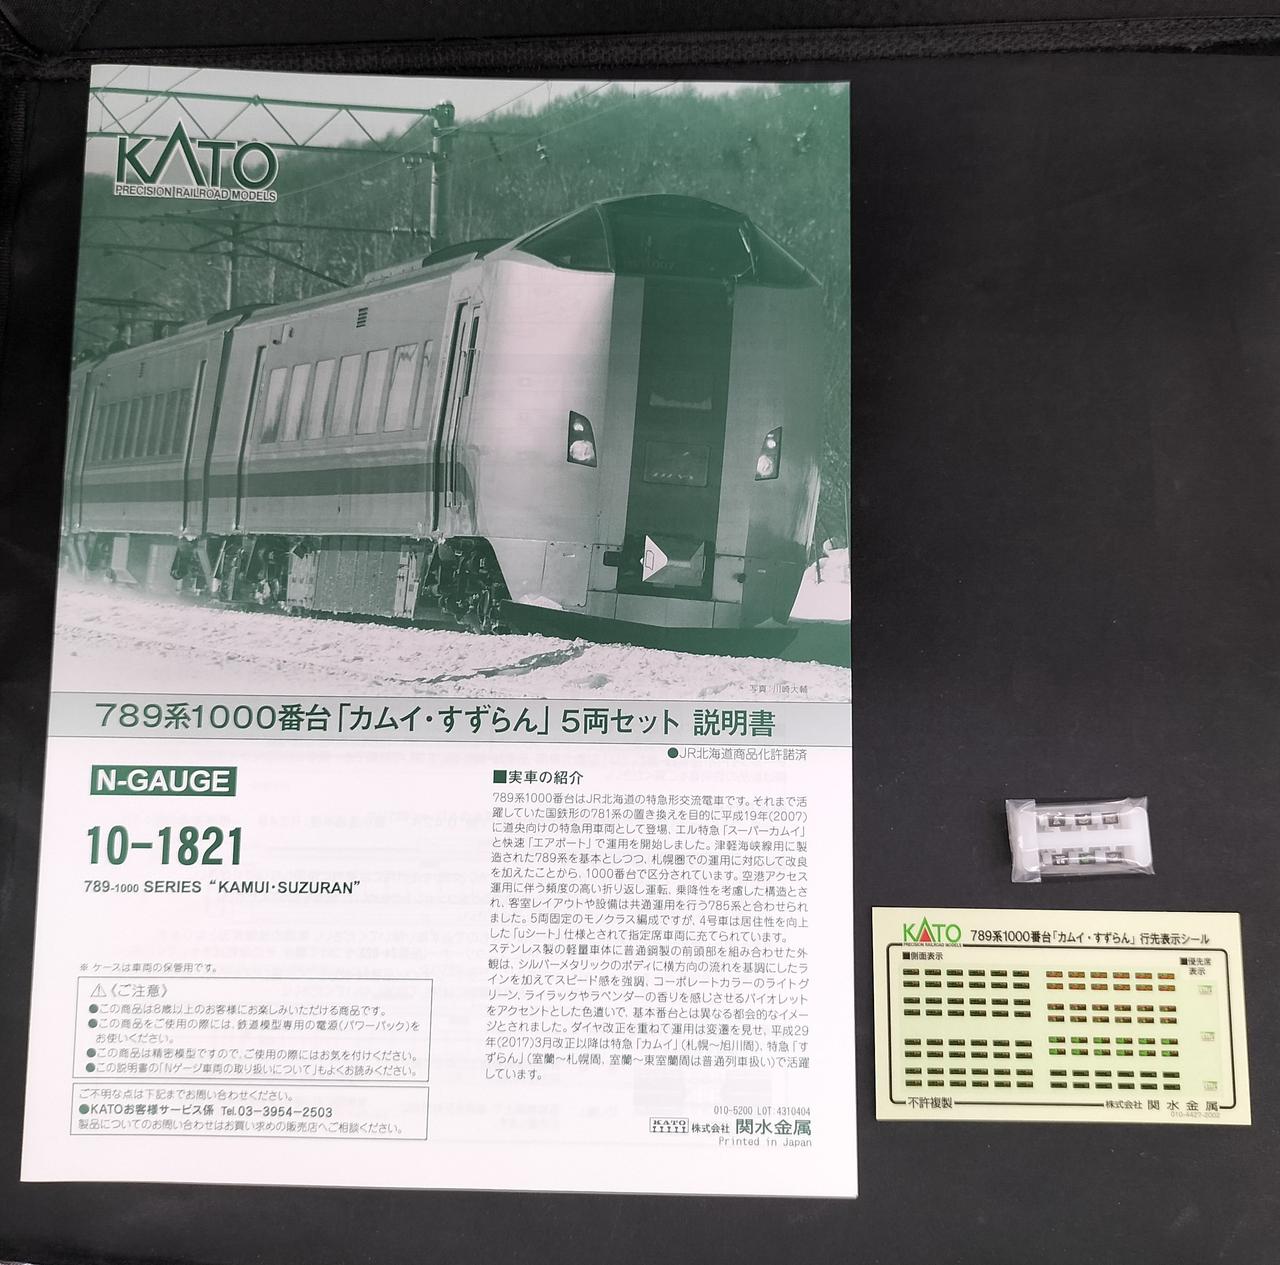 KATO
PRECISION RAILROAD MODELS
写真:川崎大輔
789系1000番台「カムイ・すずらん」5両セット 説明書
●JR北海道商品化許諾済
N-GAUGE
10-1821
789-1000 SERIES "KAMUI・SUZURAN"
※ ケースは車両の保管用です。
⚠《ご注意》
●この商品は8歳以上のお客様にお楽しみいただける商品です。
●この商品をご使用の際には、鉄道模型専用の電源(パワーパック)を
お使いください。
●この商品は精密模型ですので、ご使用の際にはお気を付けください。
●この説明書の「Nゲージ車両の取り扱いについて」もよくお読みください。
ご不明な点は下記までお問い合わせください。
●KATOお客様サービス係 Tel.03-3954-2503
製品についてのお問い合わせはお買い求めの販売店へご相談ください。
■実車の紹介
789系1000番台はJR北海道の特急形交流電車です。それまで活
躍していた国鉄形の781系の置き換えを目的に平成19年(2007)
に道央向けの特急用車両として登場、エル特急「スーパーカムイ」
と快速「エアポート」で運用を開始しました。津軽海峡線用に製
造された789系を基本としつつ、札幌圏での運用に対応して改良
を加えたことから、1000番台で区分されています。空港アクセス
運用に伴う頻度の高い折り返し運転、乗降性を考慮した構造とさ
れ、客室レイアウトや設備は共通運用を行う785系と合わせられ
ました。5両固定のモノクラス編成ですが、4号車は居住性を向上
した「uシート」仕様とされて指定席車両に充てられています。
ステンレス製の軽量車体に普通鋼製の前頭部を組み合わせた外
観は、シルバーメタリックのボディに横方向の流れを基調にしたラ
インを加えてスピード感を強調、コーポレートカラーのライトグ
リーン、ライラックやラベンダーの香りを感じさせるバイオレット
をアクセントとした色遣いで、基本番台とは異なる都会的なイメー
ジとされました。ダイヤ改正を重ねて運用は変遷を見せ、平成29
年(2017)3月改正以降は特急「カムイ」(札幌～旭川間)、特急「す
ずらん」(室蘭～札幌間、室蘭～東室蘭間は普通列車扱い)で活躍
しています。
010-5200 LOT:4310404
KATO 株式会社 関水金属
Printed in Japan
KATO
PRECISION RAILROAD MODELS
789系1000番台「カムイ・すずらん」行先表示シール
■側面表示
■優先席
表示
不許複製
株式会社 関水金属
010-4427-2002